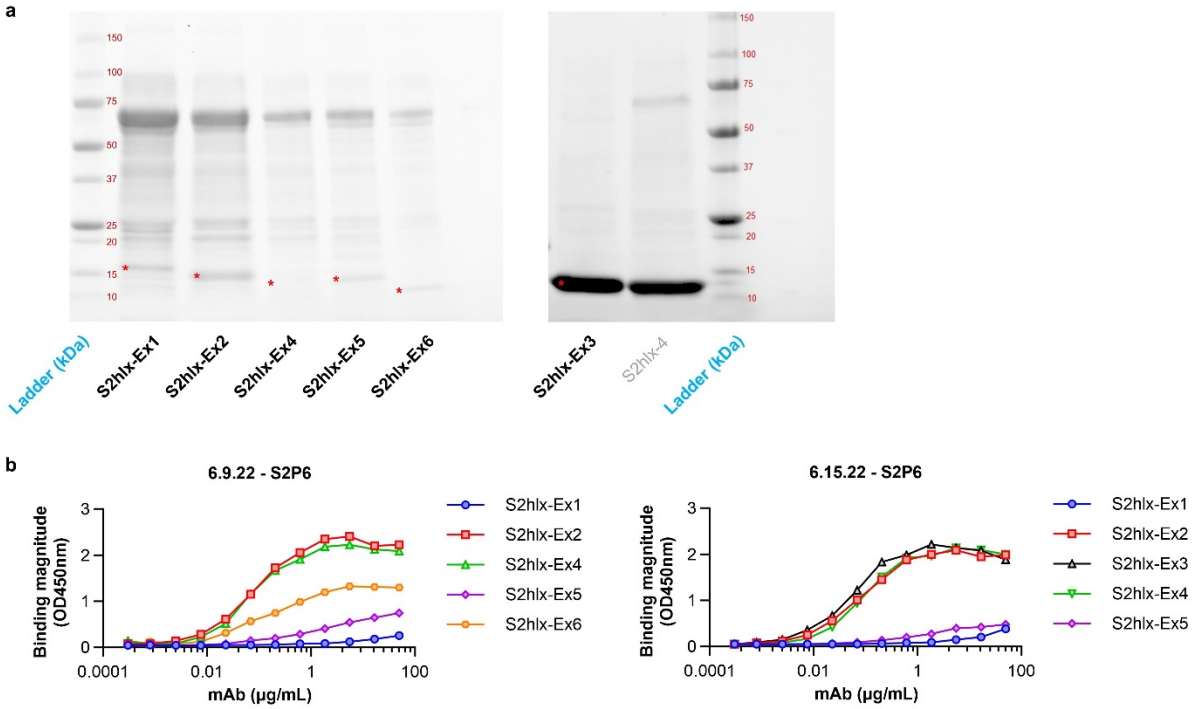 a
150
100
75
50
37
25
20
15
10
*
*
*
*
*
Ladder (kDa)
S2hlx-Ex1
S2hlx-Ex2
S2hlx-Ex4
S2hlx-Ex5
S2hlx-Ex6
150
100
75
50
37
25
20
15
10
*
S2hlx-Ex3
S2hlx-4
Ladder (kDa)
b
6.9.22 - S2P6
Binding magnitude
(OD450nm)
3
2
1
0
0.0001
0.01
1
100
mAb (µg/mL)
S2hlx-Ex1
S2hlx-Ex2
S2hlx-Ex4
S2hlx-Ex5
S2hlx-Ex6
6.15.22 - S2P6
Binding magnitude
(OD450nm)
3
2
1
0
0.0001
0.01
1
100
mAb (µg/mL)
S2hlx-Ex1
S2hlx-Ex2
S2hlx-Ex3
S2hlx-Ex4
S2hlx-Ex5